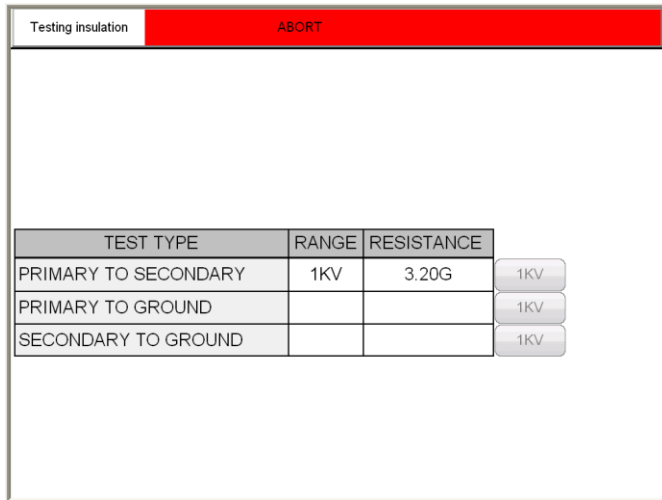 Testing insulation ABORT
TEST TYPE RANGE RESISTANCE
PRIMARY TO SECONDARY 1KV 3.20G 1KV
PRIMARY TO GROUND 1KV
SECONDARY TO GROUND 1KV